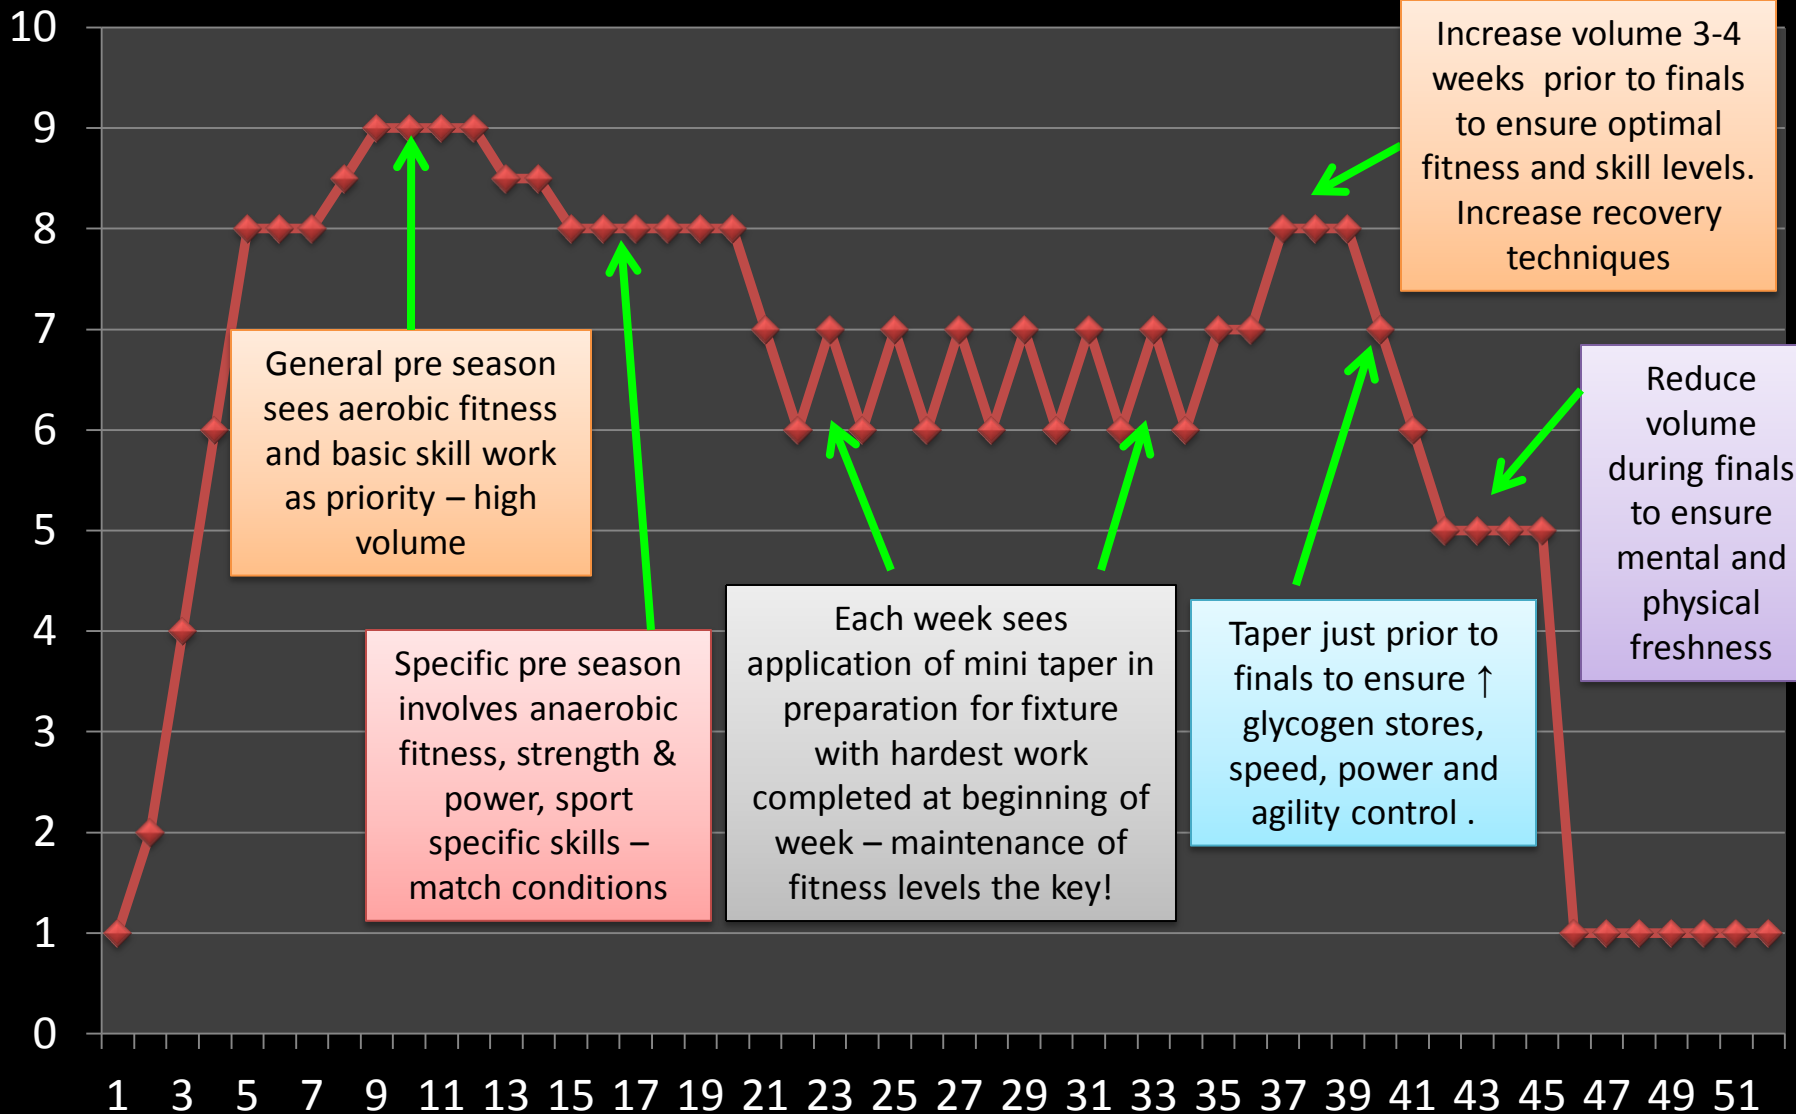 10
9
8
7
6
5
4
3
2
1
0
Increase volume 3-4
weeks prior to finals
to ensure optimal
fitness and skill levels.
Increase recovery
techniques
General pre season
sees aerobic fitness
and basic skill work
as priority – high
volume
Reduce
volume
during finals
to ensure
mental and
physical
freshness
Specific pre season
involves anaerobic
fitness, strength &
power, sport
specific skills –
match conditions
Each week sees
application of mini taper in
preparation for fixture
with hardest work
completed at beginning of
week – maintenance of
fitness levels the key!
Taper just prior to
finals to ensure ↑
glycogen stores,
speed, power and
agility control .
1 3 5 7 9 11 13 15 17 19 21 23 25 27 29 31 33 35 37 39 41 43 45 47 49 51